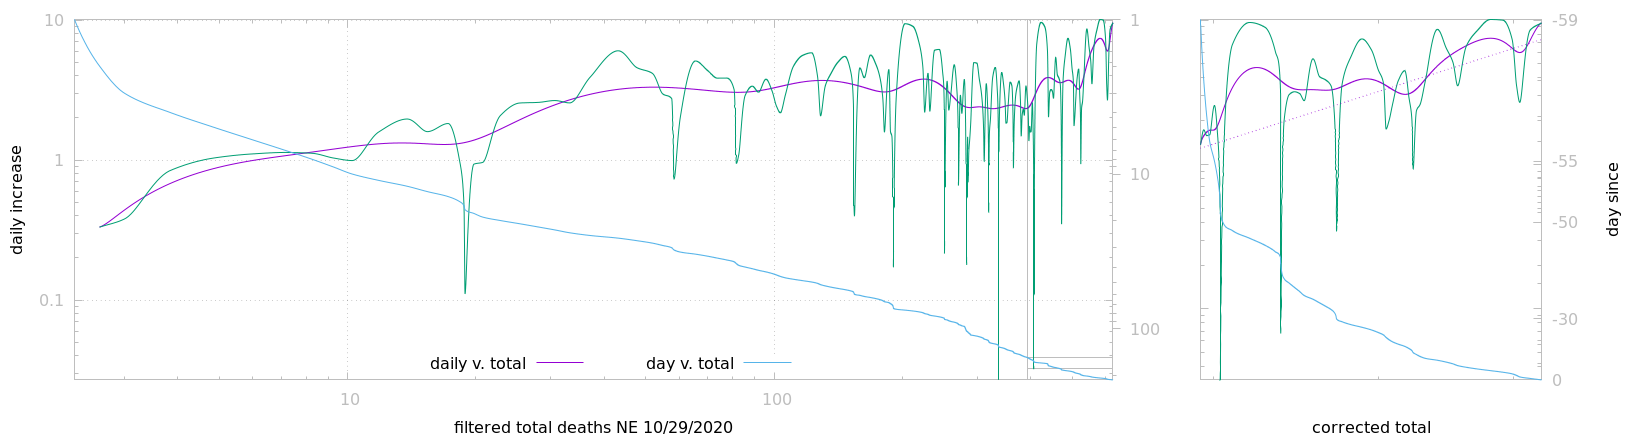 10
1
0.1
daily increase
10
100
1
10
100
daily v. total
day v. total
filtered total deaths NE 10/29/2020
-59
-55
-50
-30
0
day since
corrected total